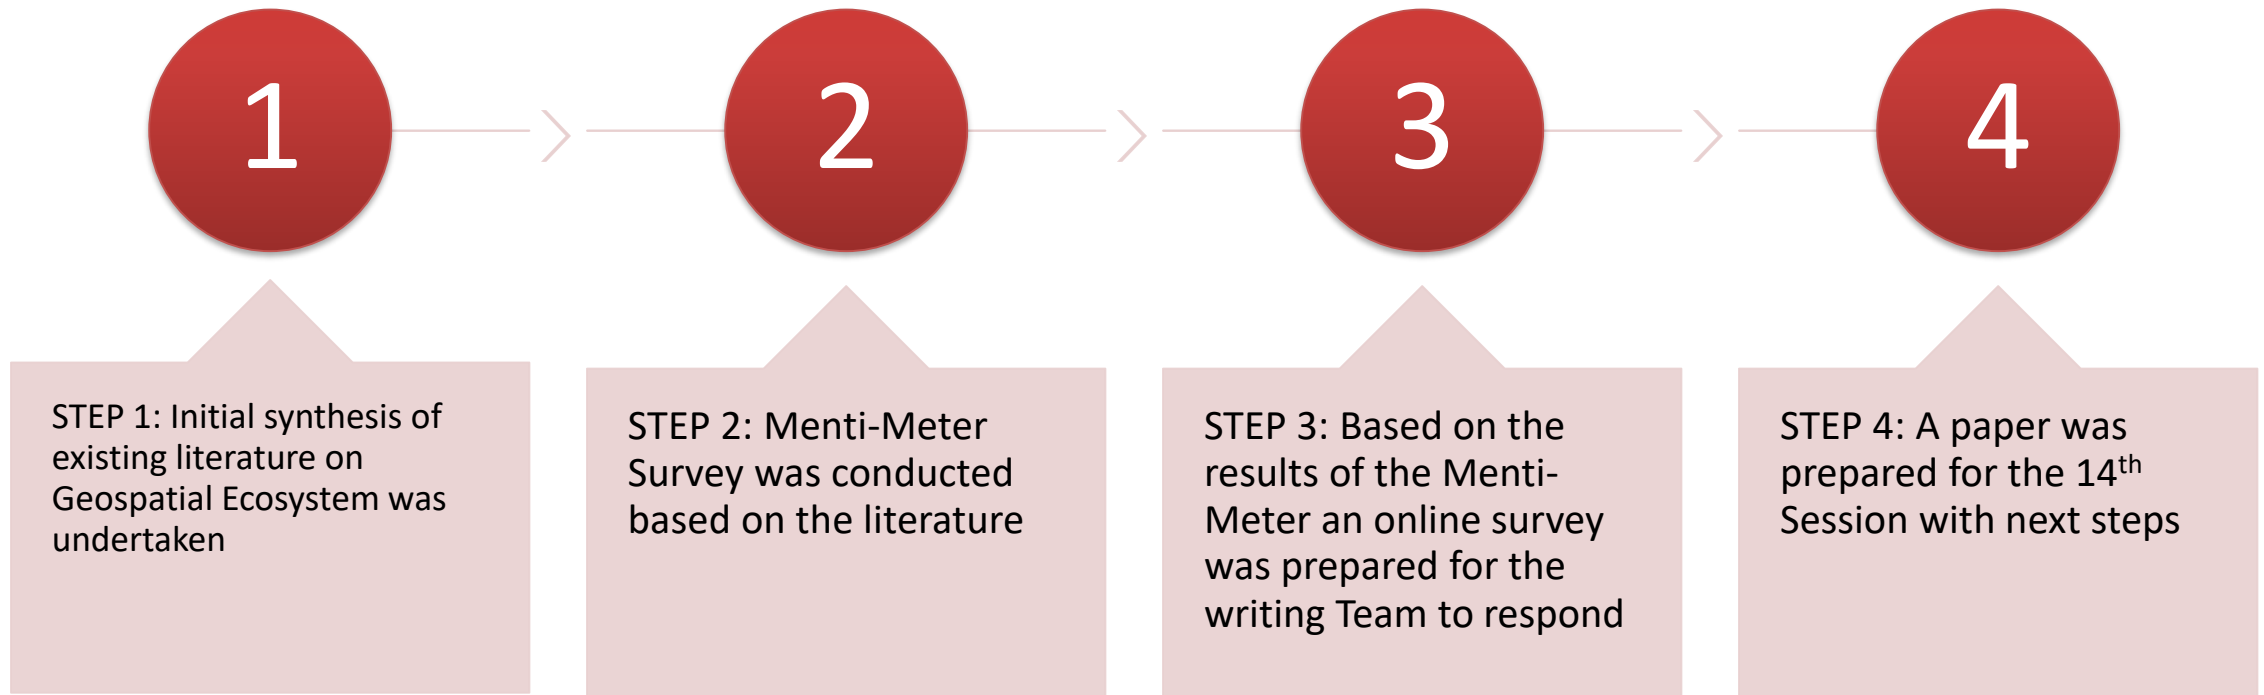 1
2
3
4
STEP 1: Initial synthesis of
existing literature on
Geospatial Ecosystem was
undertaken
STEP 2: Menti-Meter
Survey was conducted
based on the literature
STEP 3: Based on the
results of the Menti-
Meter an online survey
was prepared for the
writing Team to respond
STEP 4: A paper was
prepared for the 14th
Session with next steps